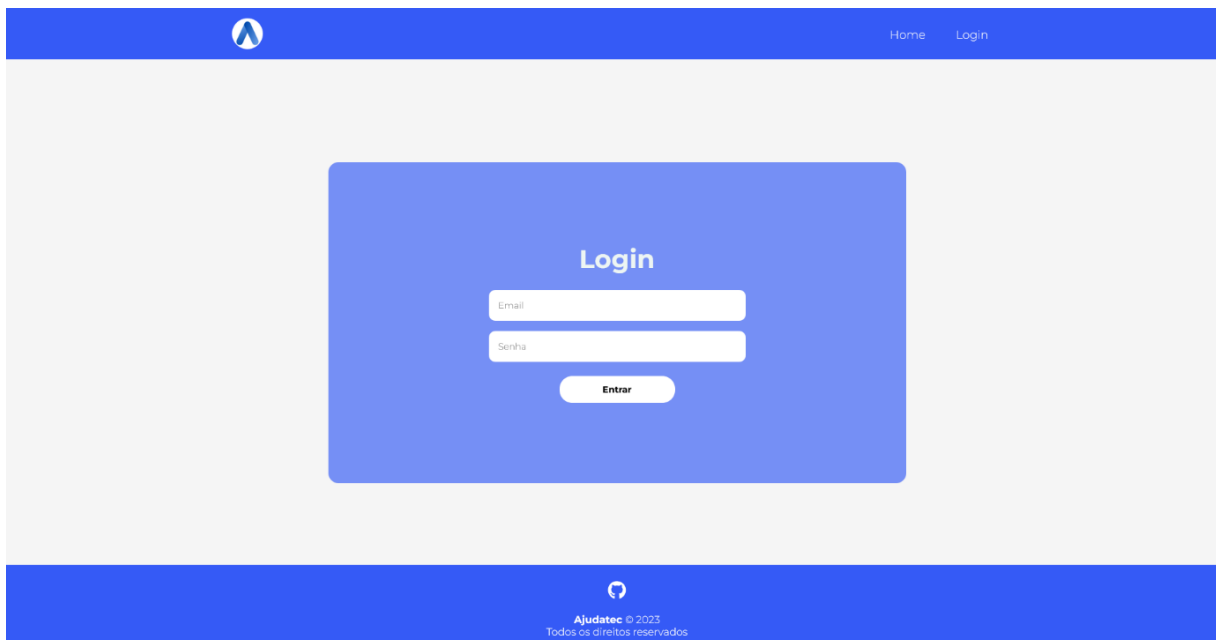 Home Login
Login
Email
Senha
Entrar
Ajudatec © 2023
Todos os direitos reservados